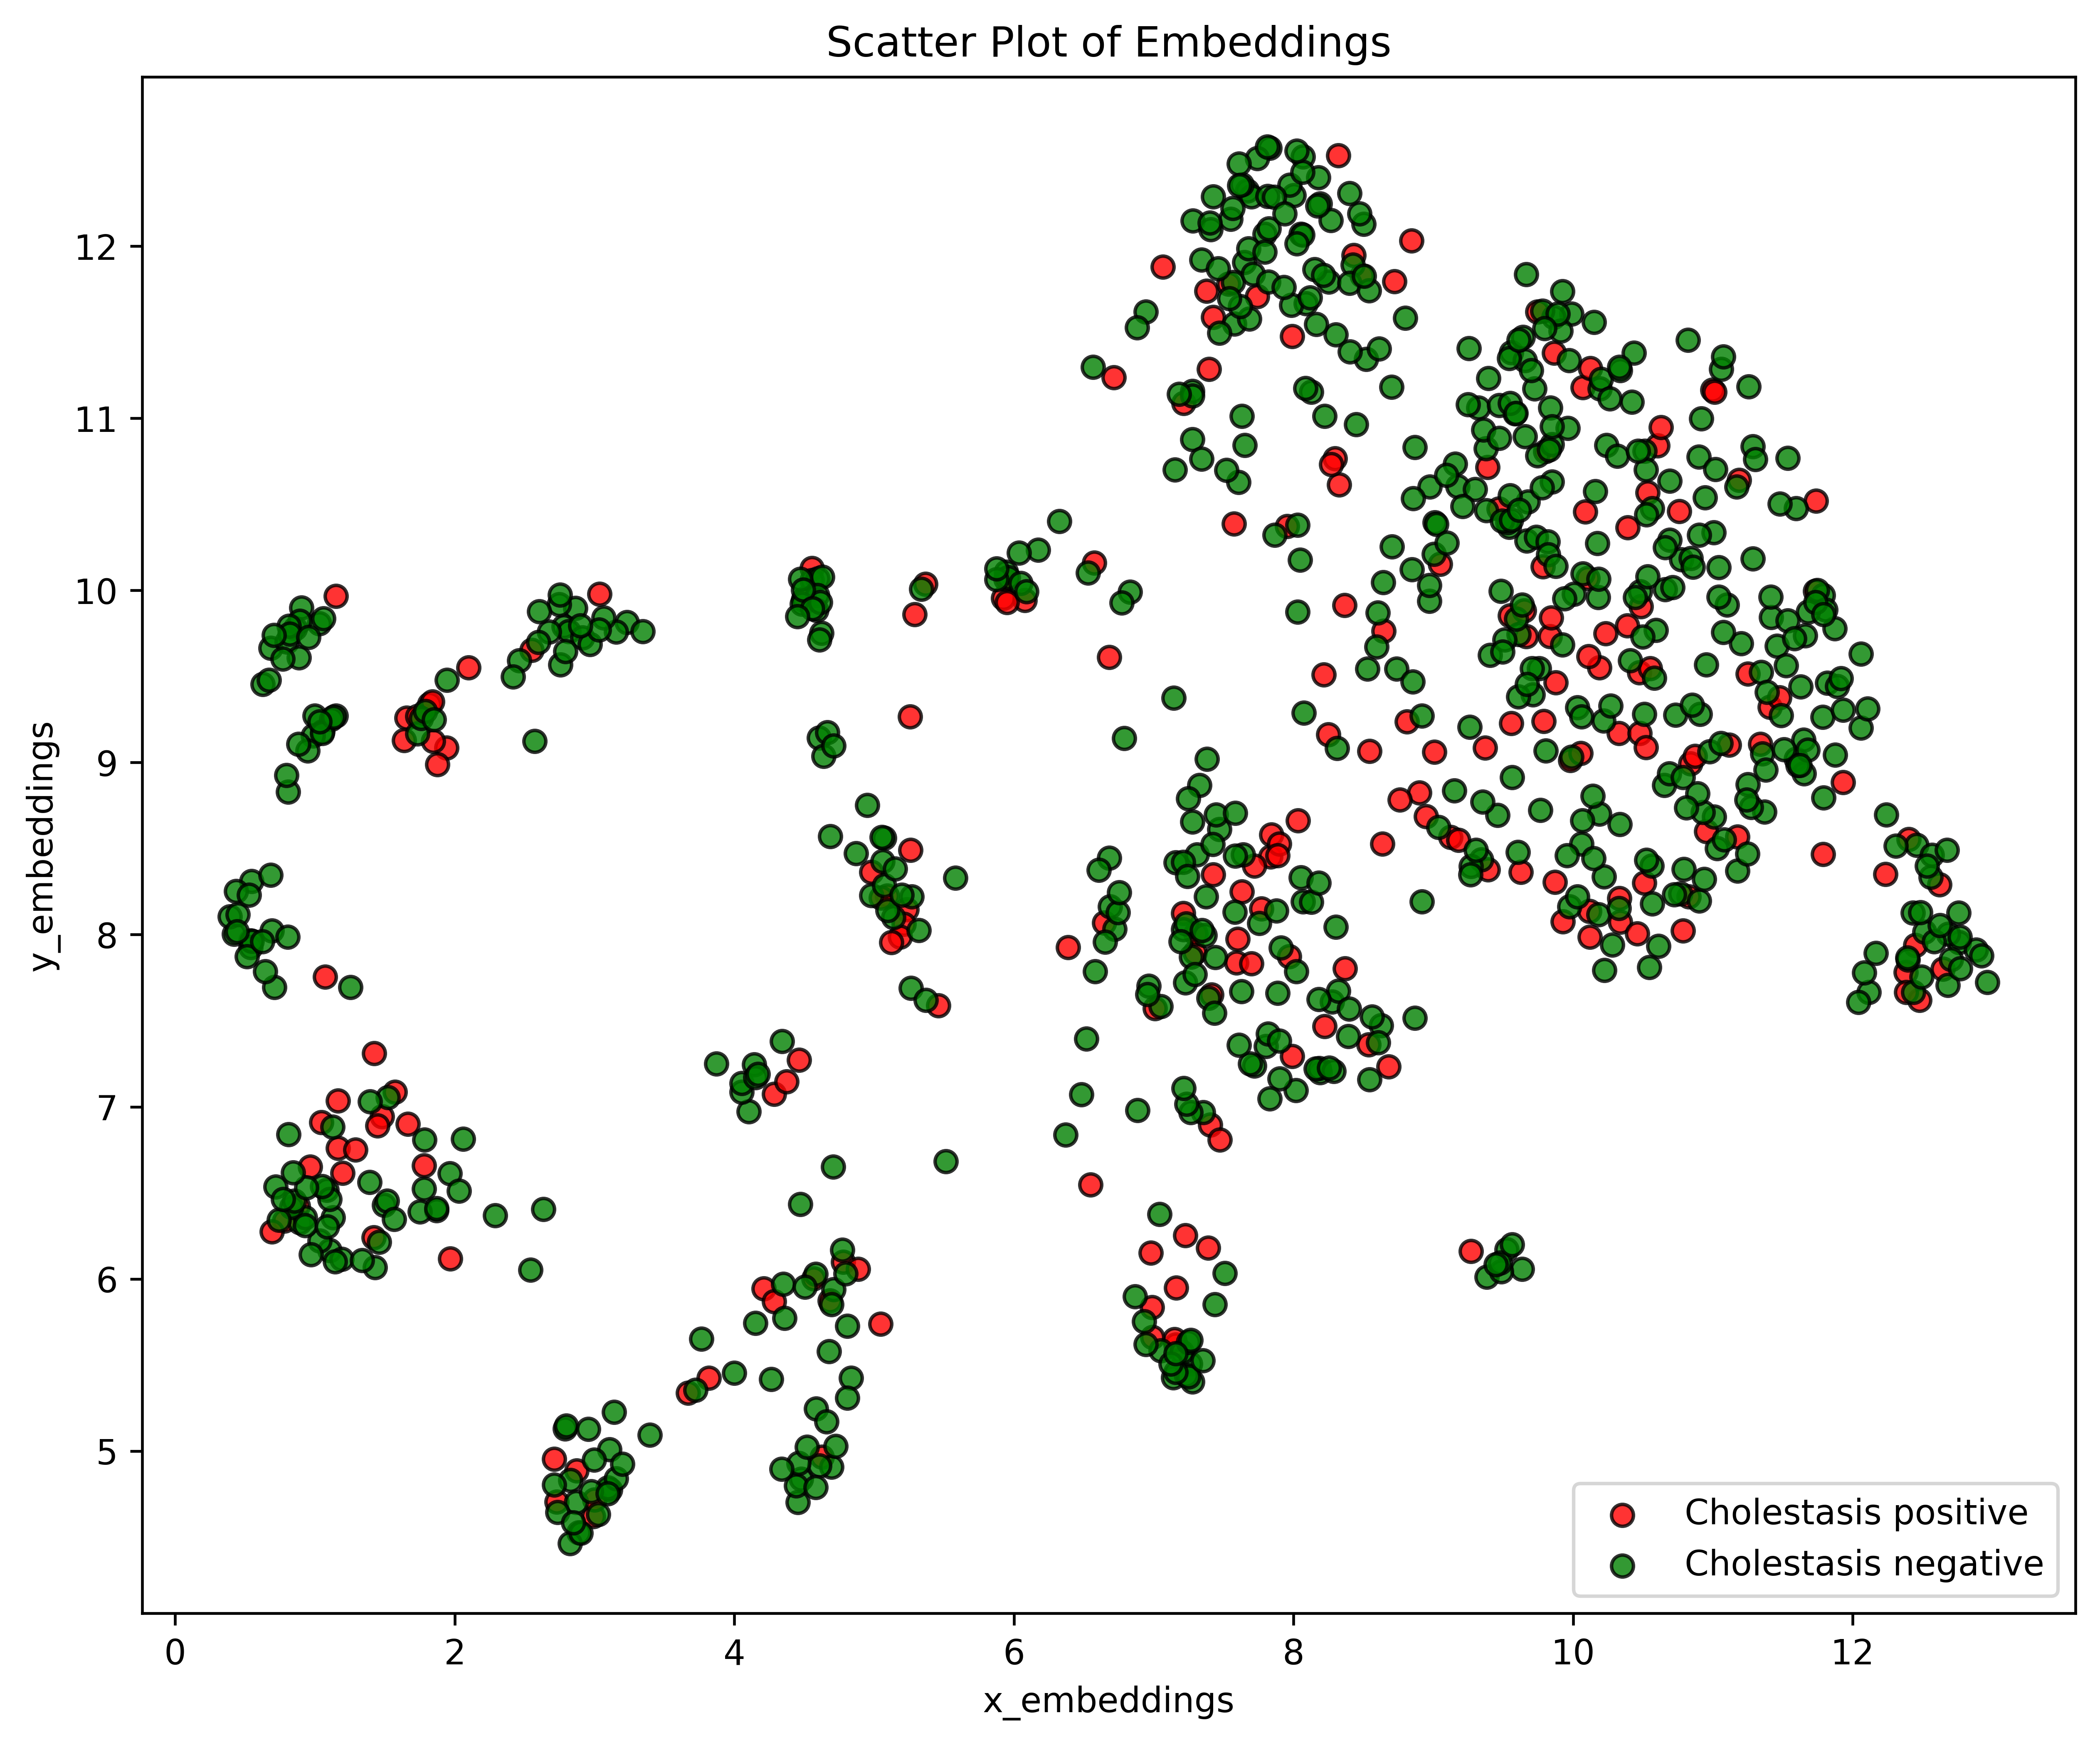 Scatter Plot of Embeddings
y_embeddings
12
11
10
9
8
7
6
5
0 2 4 6 8 10 12
x_embeddings
Cholestasis positive
Cholestasis negative